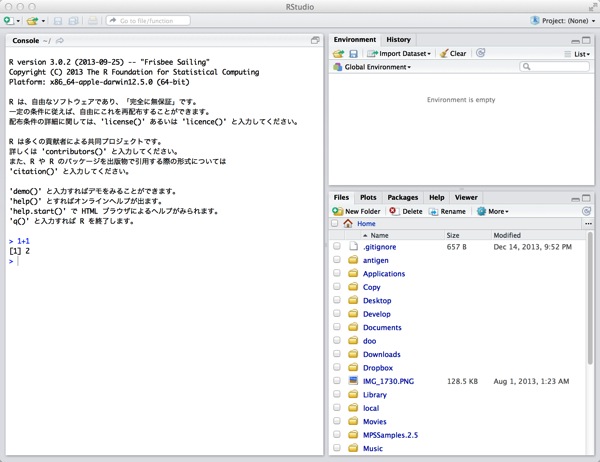 RStudio
Go to file/function
Project: (None)
Console ~/
R version 3.0.2 (2013-09-25) -- "Frisbee Sailing"
Copyright (C) 2013 The R Foundation for Statistical Computing
Platform: x86_64-apple-darwin12.5.0 (64-bit)
R は、自由なソフトウェアであり、「完全に無保証」です。
一定の条件に従えば、自由にこれを再配布することができます。
配布条件の詳細に関しては、'license()' あるいは 'licence()' と入力してください。
R は多くの貢献者による共同プロジェクトです。
詳しくは 'contributors()' と入力してください。
また、R や R のパッケージを出版物で引用する際の形式については
'citation()' と入力してください。
'demo()' と入力すればデモをみることができます。
'help()' とすればオンラインヘルプが出ます。
'help.start()' で HTML ブラウザによるヘルプがみられます。
'q()' と入力すれば R を終了します。
> 1+1
[1] 2
>
Environment History
Import Dataset Clear List
Global Environment
Environment is empty
Files Plots Packages Help Viewer
New Folder Delete Rename More
Home
Name Size Modified
.gitignore 657 B Dec 14, 2013, 9:52 PM
antigen
Applications
Copy
Desktop
Develop
Documents
doo
Downloads
Dropbox
IMG_1730.PNG 128.5 KB Aug 1, 2013, 1:23 AM
Library
local
Movies
MPSSamples.2.5
Music